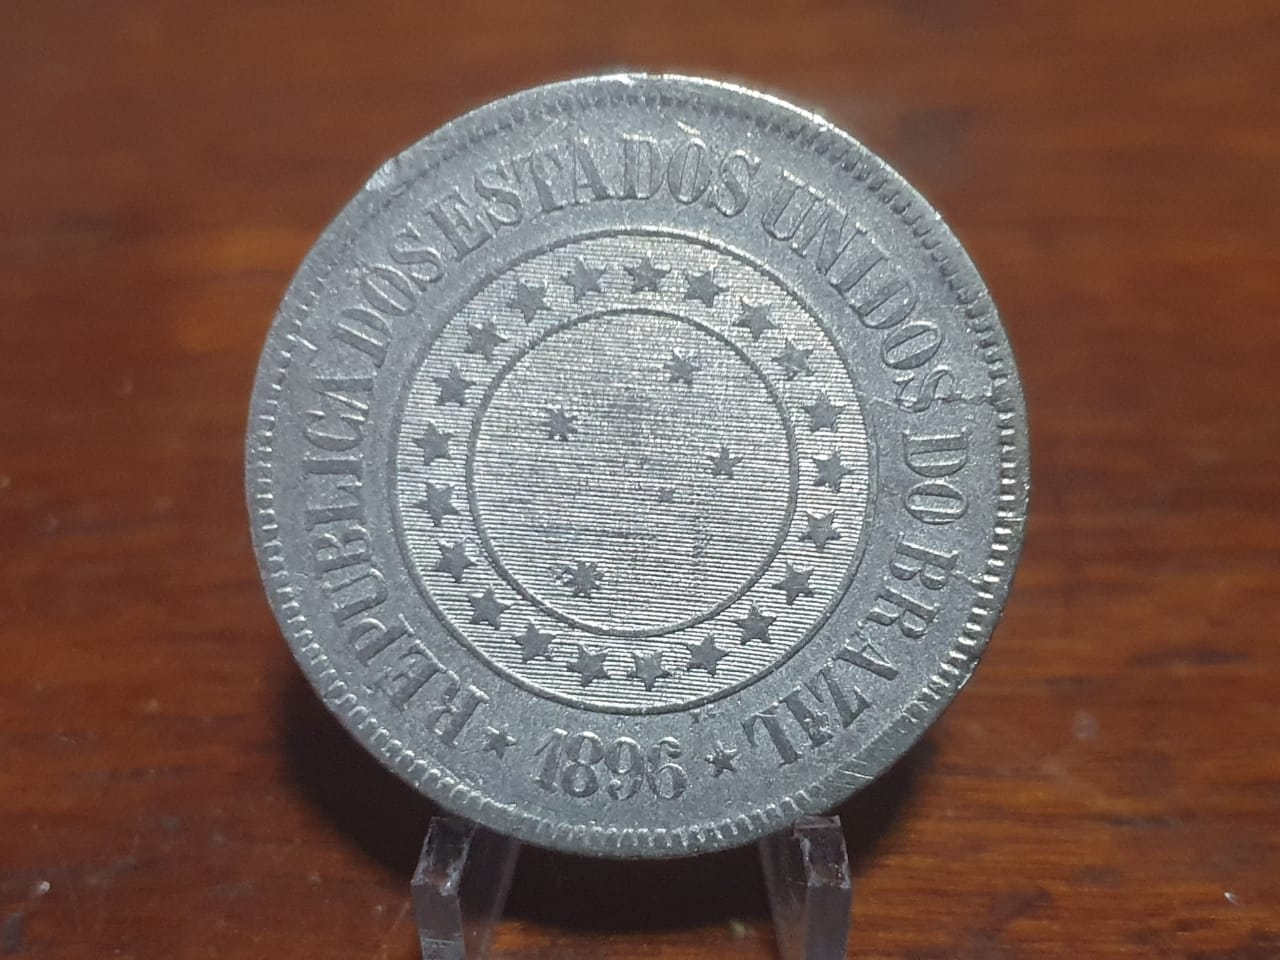 REPUBLICA DOS ESTADOS UNIDOS DO BRAZIL
1896